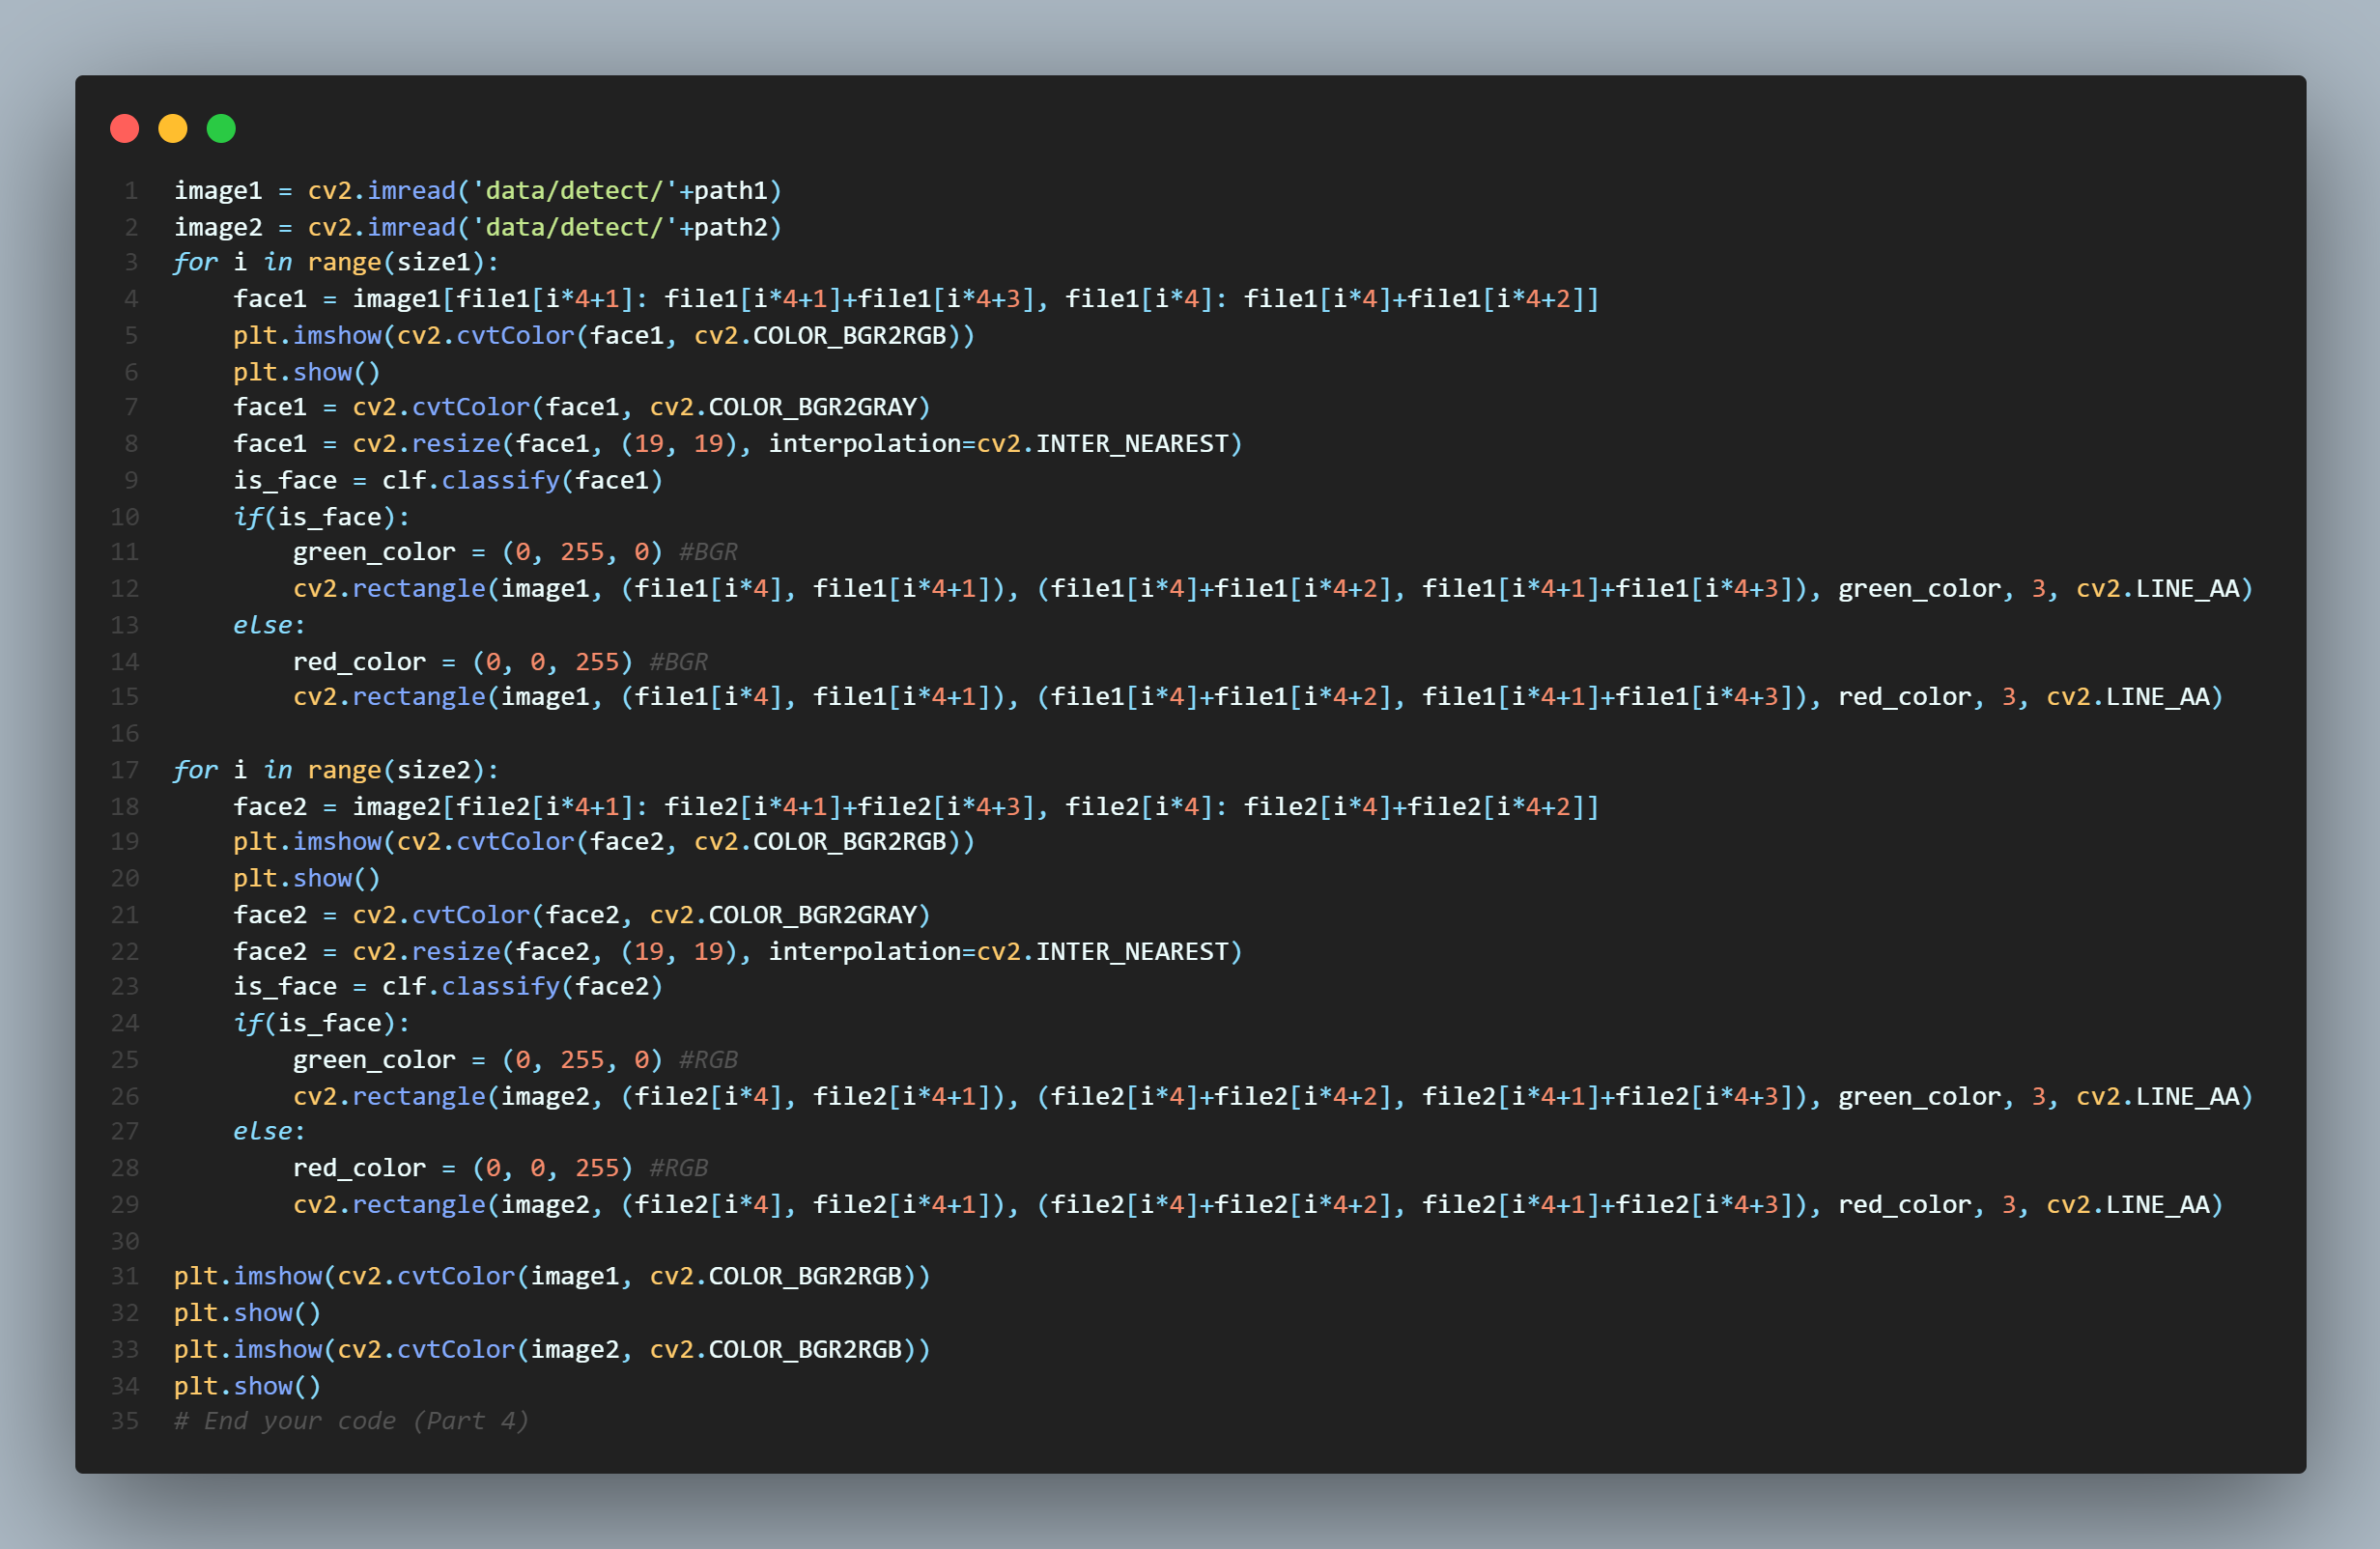 1 image1 = cv2.imread('data/detect/'+path1)
2 image2 = cv2.imread('data/detect/'+path2)
3 for i in range(size1):
4     face1 = image1[file1[i*4+1]: file1[i*4+1]+file1[i*4+3], file1[i*4]: file1[i*4]+file1[i*4+2]]
5     plt.imshow(cv2.cvtColor(face1, cv2.COLOR_BGR2RGB))
6     plt.show()
7     face1 = cv2.cvtColor(face1, cv2.COLOR_BGR2GRAY)
8     face1 = cv2.resize(face1, (19, 19), interpolation=cv2.INTER_NEAREST)
9     is_face = clf.classify(face1)
10     if(is_face):
11         green_color = (0, 255, 0) #BGR
12         cv2.rectangle(image1, (file1[i*4], file1[i*4+1]), (file1[i*4]+file1[i*4+2], file1[i*4+1]+file1[i*4+3]), green_color, 3, cv2.LINE_AA)
13     else:
14         red_color = (0, 0, 255) #BGR
15         cv2.rectangle(image1, (file1[i*4], file1[i*4+1]), (file1[i*4]+file1[i*4+2], file1[i*4+1]+file1[i*4+3]), red_color, 3, cv2.LINE_AA)
16
17 for i in range(size2):
18     face2 = image2[file2[i*4+1]: file2[i*4+1]+file2[i*4+3], file2[i*4]: file2[i*4]+file2[i*4+2]]
19     plt.imshow(cv2.cvtColor(face2, cv2.COLOR_BGR2RGB))
20     plt.show()
21     face2 = cv2.cvtColor(face2, cv2.COLOR_BGR2GRAY)
22     face2 = cv2.resize(face2, (19, 19), interpolation=cv2.INTER_NEAREST)
23     is_face = clf.classify(face2)
24     if(is_face):
25         green_color = (0, 255, 0) #RGB
26         cv2.rectangle(image2, (file2[i*4], file2[i*4+1]), (file2[i*4]+file2[i*4+2], file2[i*4+1]+file2[i*4+3]), green_color, 3, cv2.LINE_AA)
27     else:
28         red_color = (0, 0, 255) #RGB
29         cv2.rectangle(image2, (file2[i*4], file2[i*4+1]), (file2[i*4]+file2[i*4+2], file2[i*4+1]+file2[i*4+3]), red_color, 3, cv2.LINE_AA)
30
31 plt.imshow(cv2.cvtColor(image1, cv2.COLOR_BGR2RGB))
32 plt.show()
33 plt.imshow(cv2.cvtColor(image2, cv2.COLOR_BGR2RGB))
34 plt.show()
35 # End your code (Part 4)